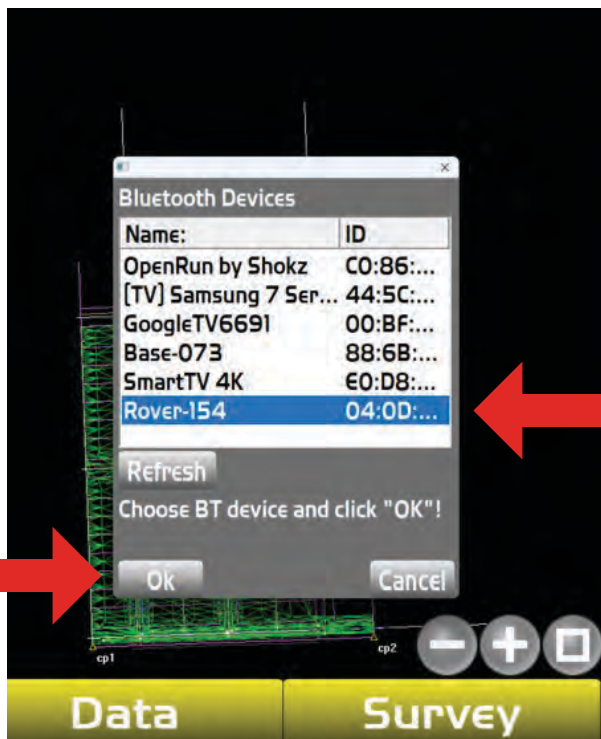 Bluetooth Devices
Name: ID
OpenRun by Shokz C0:86:...
[TV] Samsung 7 Ser... 44:5C:...
GoogleTV6691 00:BF:...
Base-073 88:6B:...
SmartTV 4K E0:D8:...
Rover-154 04:0D:...
Refresh
Choose BT device and click "OK"!
Ok Cancel
cp1 cp2
Data Survey